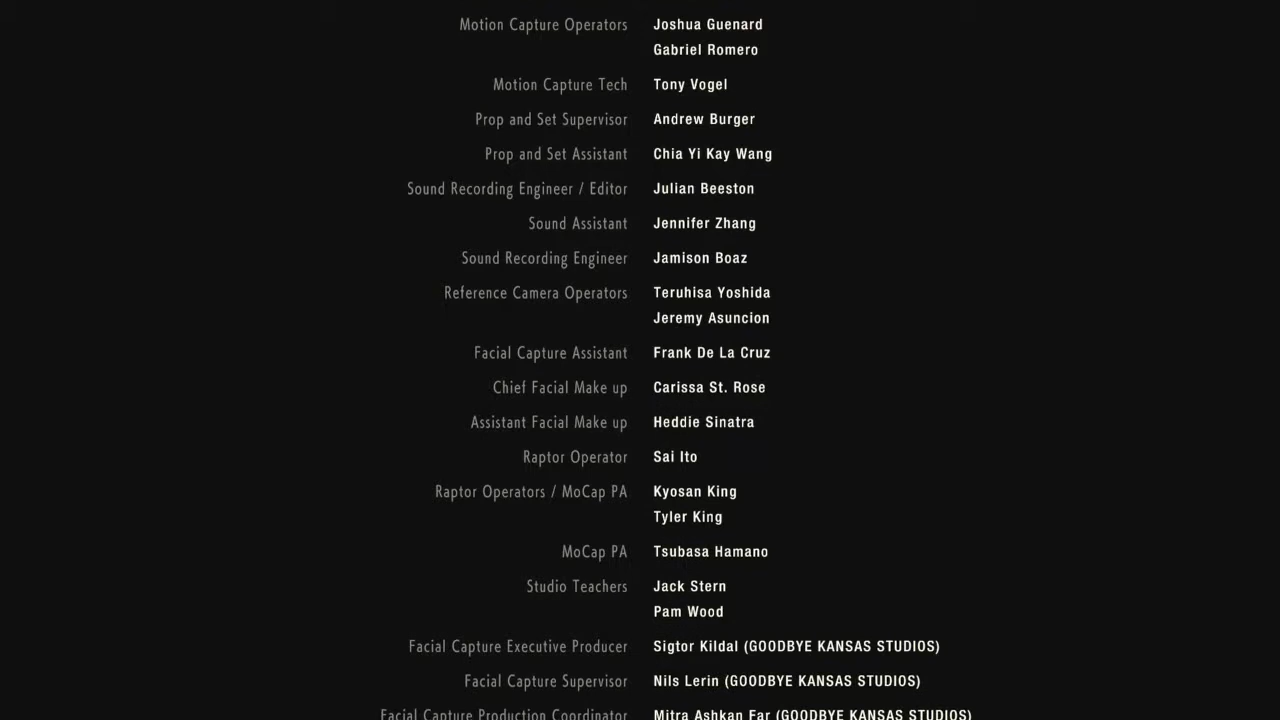 Motion Capture Operators Joshua Guenard
Gabriel Romero
Motion Capture Tech Tony Vogel
Prop and Set Supervisor Andrew Burger
Prop and Set Assistant Chia Yi Kay Wang
Sound Recording Engineer / Editor Julian Beeston
Sound Assistant Jennifer Zhang
Sound Recording Engineer Jamison Boaz
Reference Camera Operators Teruhisa Yoshida
Jeremy Asuncion
Facial Capture Assistant Frank De La Cruz
Chief Facial Make up Carissa St. Rose
Assistant Facial Make up Heddie Sinatra
Raptor Operator Sai Ito
Raptor Operators / MoCap PA Kyosan King
Tyler King
MoCap PA Tsubasa Hamano
Studio Teachers Jack Stern
Pam Wood
Facial Capture Executive Producer Sigtor Kildal (GOODBYE KANSAS STUDIOS)
Facial Capture Supervisor Nils Lerin (GOODBYE KANSAS STUDIOS)
Facial Capture Production Coordinator Mitra Ashkan Far (GOODBYE KANSAS STUDIOS)